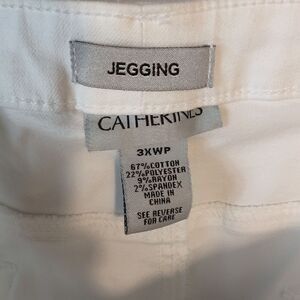 JEGGING
CATHERINES
3XWP
67%COTTON
22%POLYESTER
9%RAYON
2%SPANDEX
MADE IN
CHINA
SEE REVERSE
FOR CARE